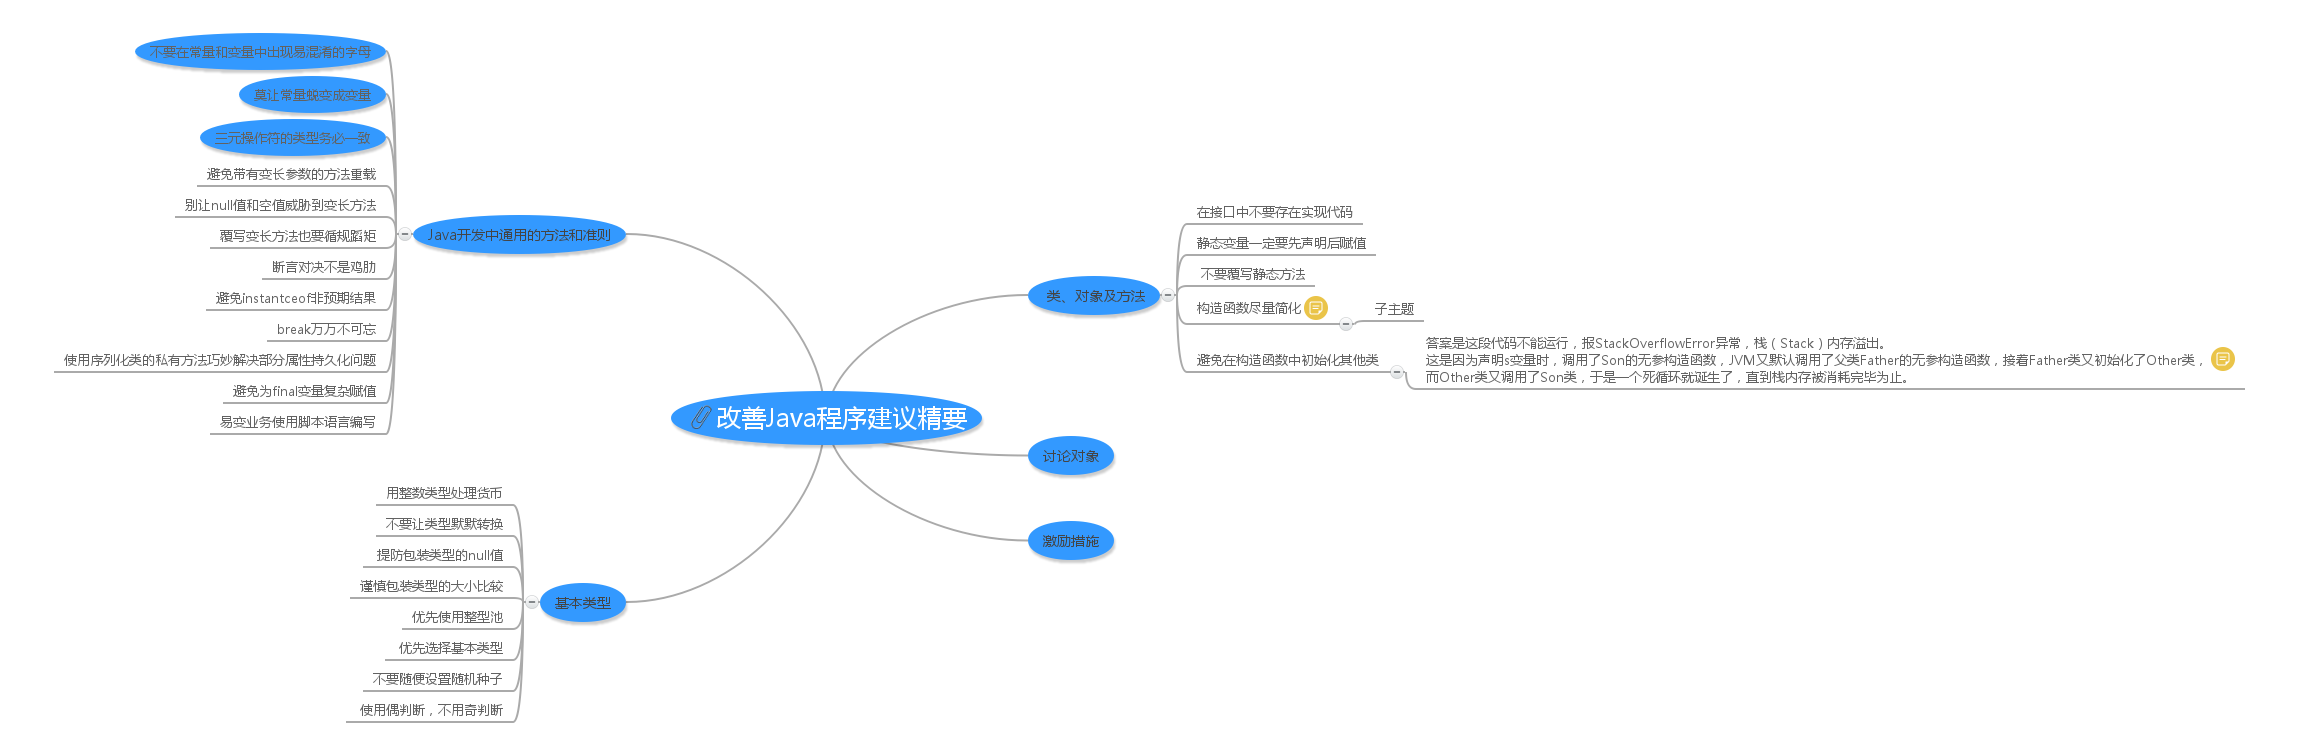 改善Java程序建议精要
Java开发中通用的方法和准则
不要在常量和变量中出现易混淆的字母
莫让常量蜕变成变量
三元操作符的类型务必一致
避免带有变长参数的方法重载
别让null值和空值威胁到变长方法
覆写变长方法也要循规蹈矩
断言对决不是鸡肋
避免instantceof非预期结果
break万万不可忘
使用序列化类的私有方法巧妙解决部分属性持久化问题
避免为final变量复杂赋值
易变业务使用脚本语言编写
基本类型
用整数类型处理货币
不要让类型默默转换
提防包装类型的null值
谨慎包装类型的大小比较
优先使用整型池
优先选择基本类型
不要随便设置随机种子
使用偶判断，不用奇判断
类、对象及方法
在接口中不要存在实现代码
静态变量一定要先声明后赋值
不要覆写静态方法
构造函数尽量简化
子主题
避免在构造函数中初始化其他类
答案是这段代码不能运行，报StackOverflowError异常，栈（Stack）内存溢出。
这是因为声明s变量时，调用了Son的无参构造函数，JVM又默认调用了父类Father的无参构造函数，接着Father类又初始化了Other类，
而Other类又调用了Son类，于是一个死循环就诞生了，直到栈内存被消耗完毕为止。
讨论对象
激励措施